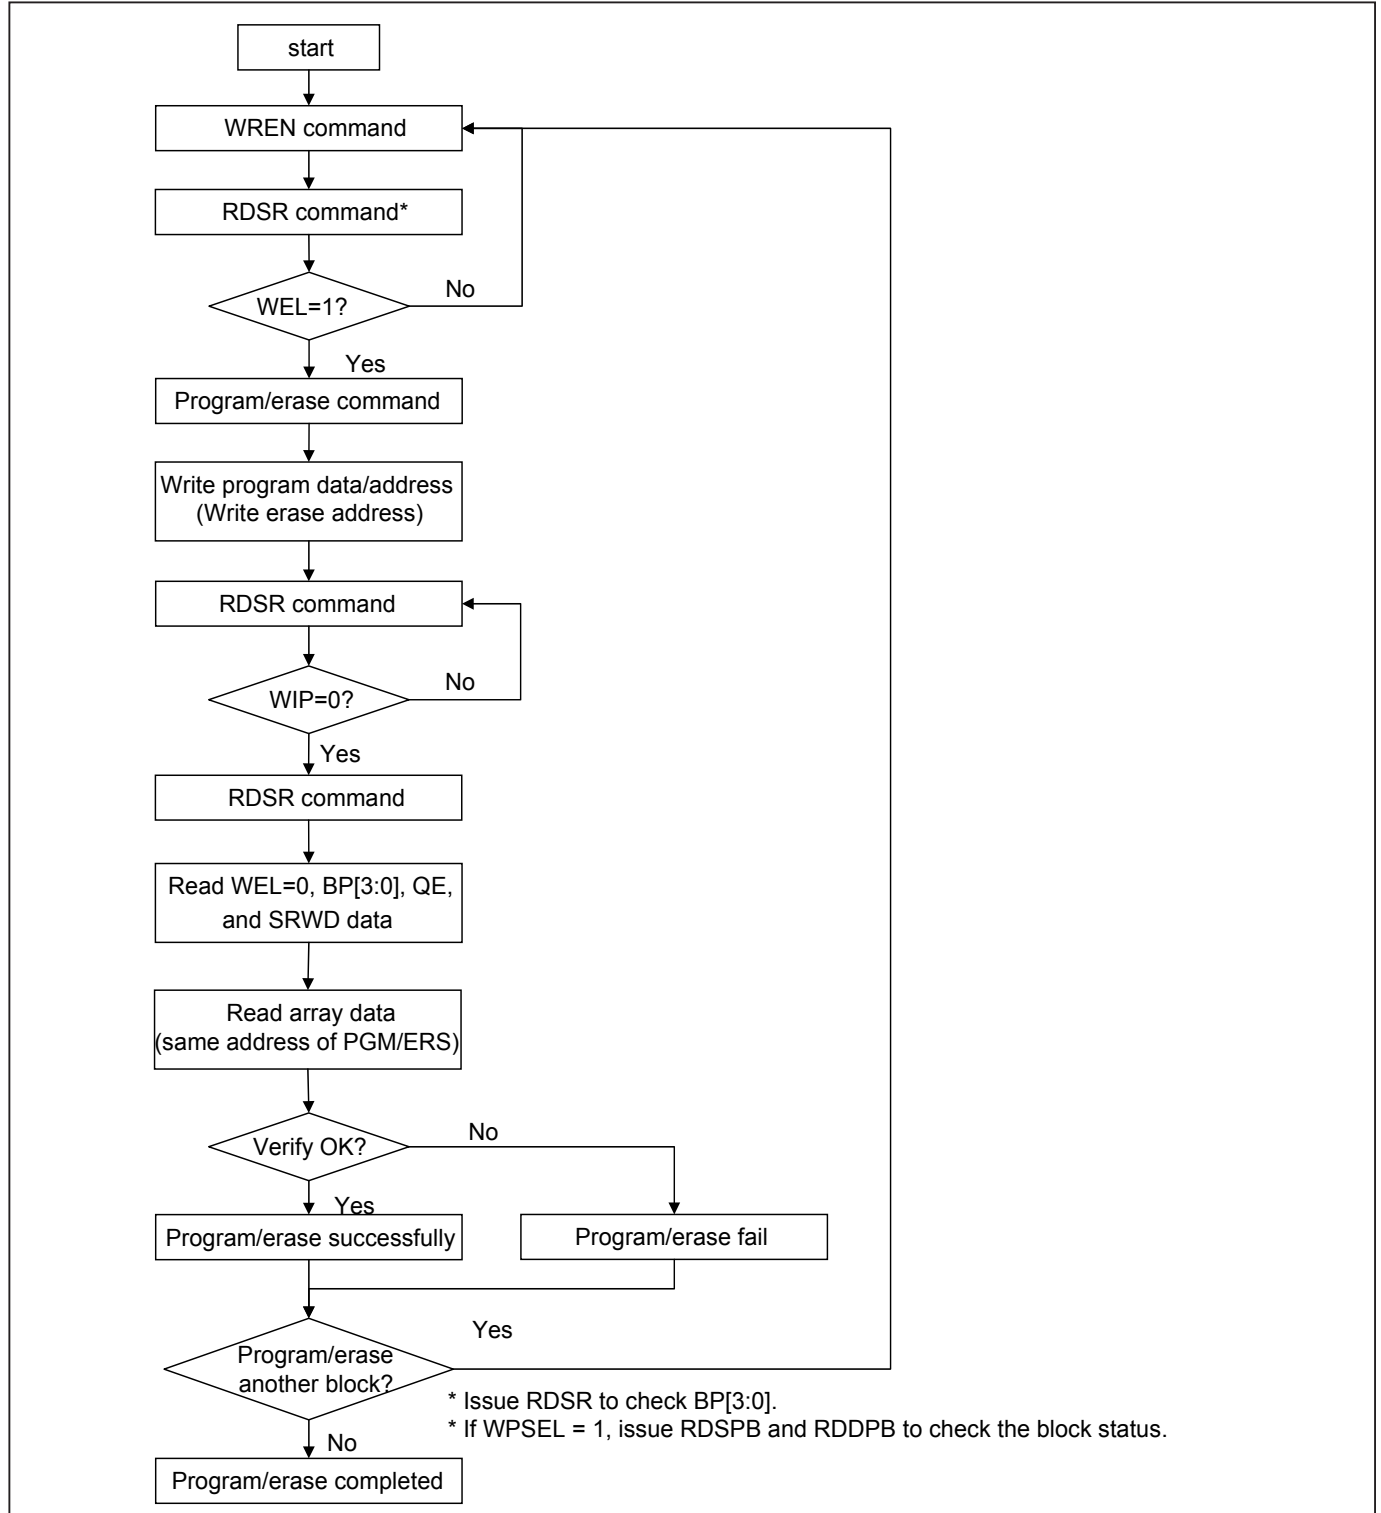 start
WREN command
RDSR command*
WEL=1?
No
Yes
Program/erase command
Write program data/address
(Write erase address)
RDSR command
WIP=0?
No
Yes
RDSR command
Read WEL=0, BP[3:0], QE,
and SRWD data
Read array data
(same address of PGM/ERS)
Verify OK?
No
Yes
Program/erase successfully
Program/erase fail
Yes
Program/erase
another block?
* Issue RDSR to check BP[3:0].
* If WPSEL = 1, issue RDSPB and RDDPB to check the block status.
No
Program/erase completed